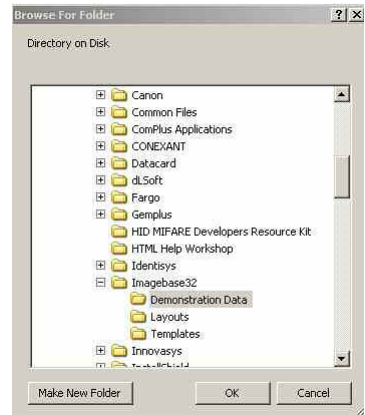 Browse For Folder
Directory on Disk
Canon
Common Files
ComPlus Applications
CONEXANT
Datacard
dLSoft
Fargo
Gemplus
HID MIFARE Developers Resource Kit
HTML Help Workshop
Identisys
Imagebase32
Demonstration Data
Layouts
Templates
Innovasys
InstallShield
Make New Folder
OK
Cancel